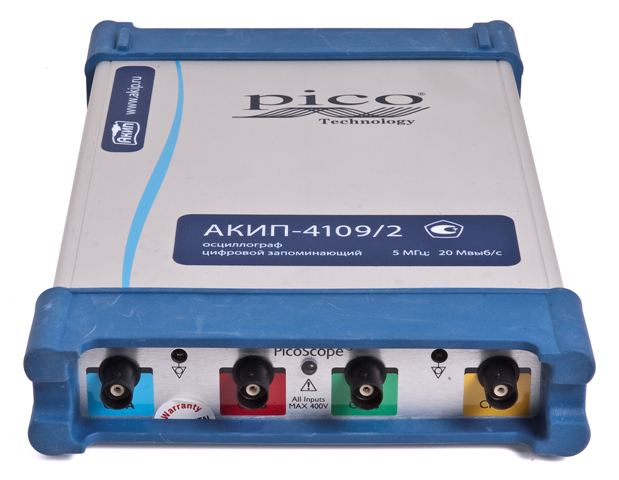 www.akip.ru
АКИП
pico®
Technology
АКИП-4109/2
осциллограф
цифровой запоминающий 5 МГц; 20 Мвыб/с
PicoScope
All Inputs
MAX 400V
Warranty